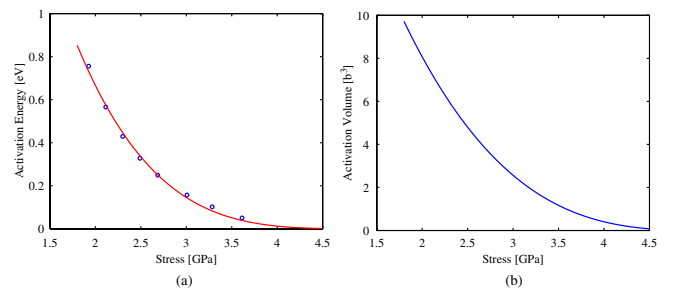 1
0.8
0.6
0.4
0.2
0
Activation Energy [eV]
1.5 2 2.5 3 3.5 4 4.5
Stress [GPa]
(a)
10
8
6
4
2
0
Activation Volume [b³]
1.5 2 2.5 3 3.5 4 4.5
Stress [GPa]
(b)